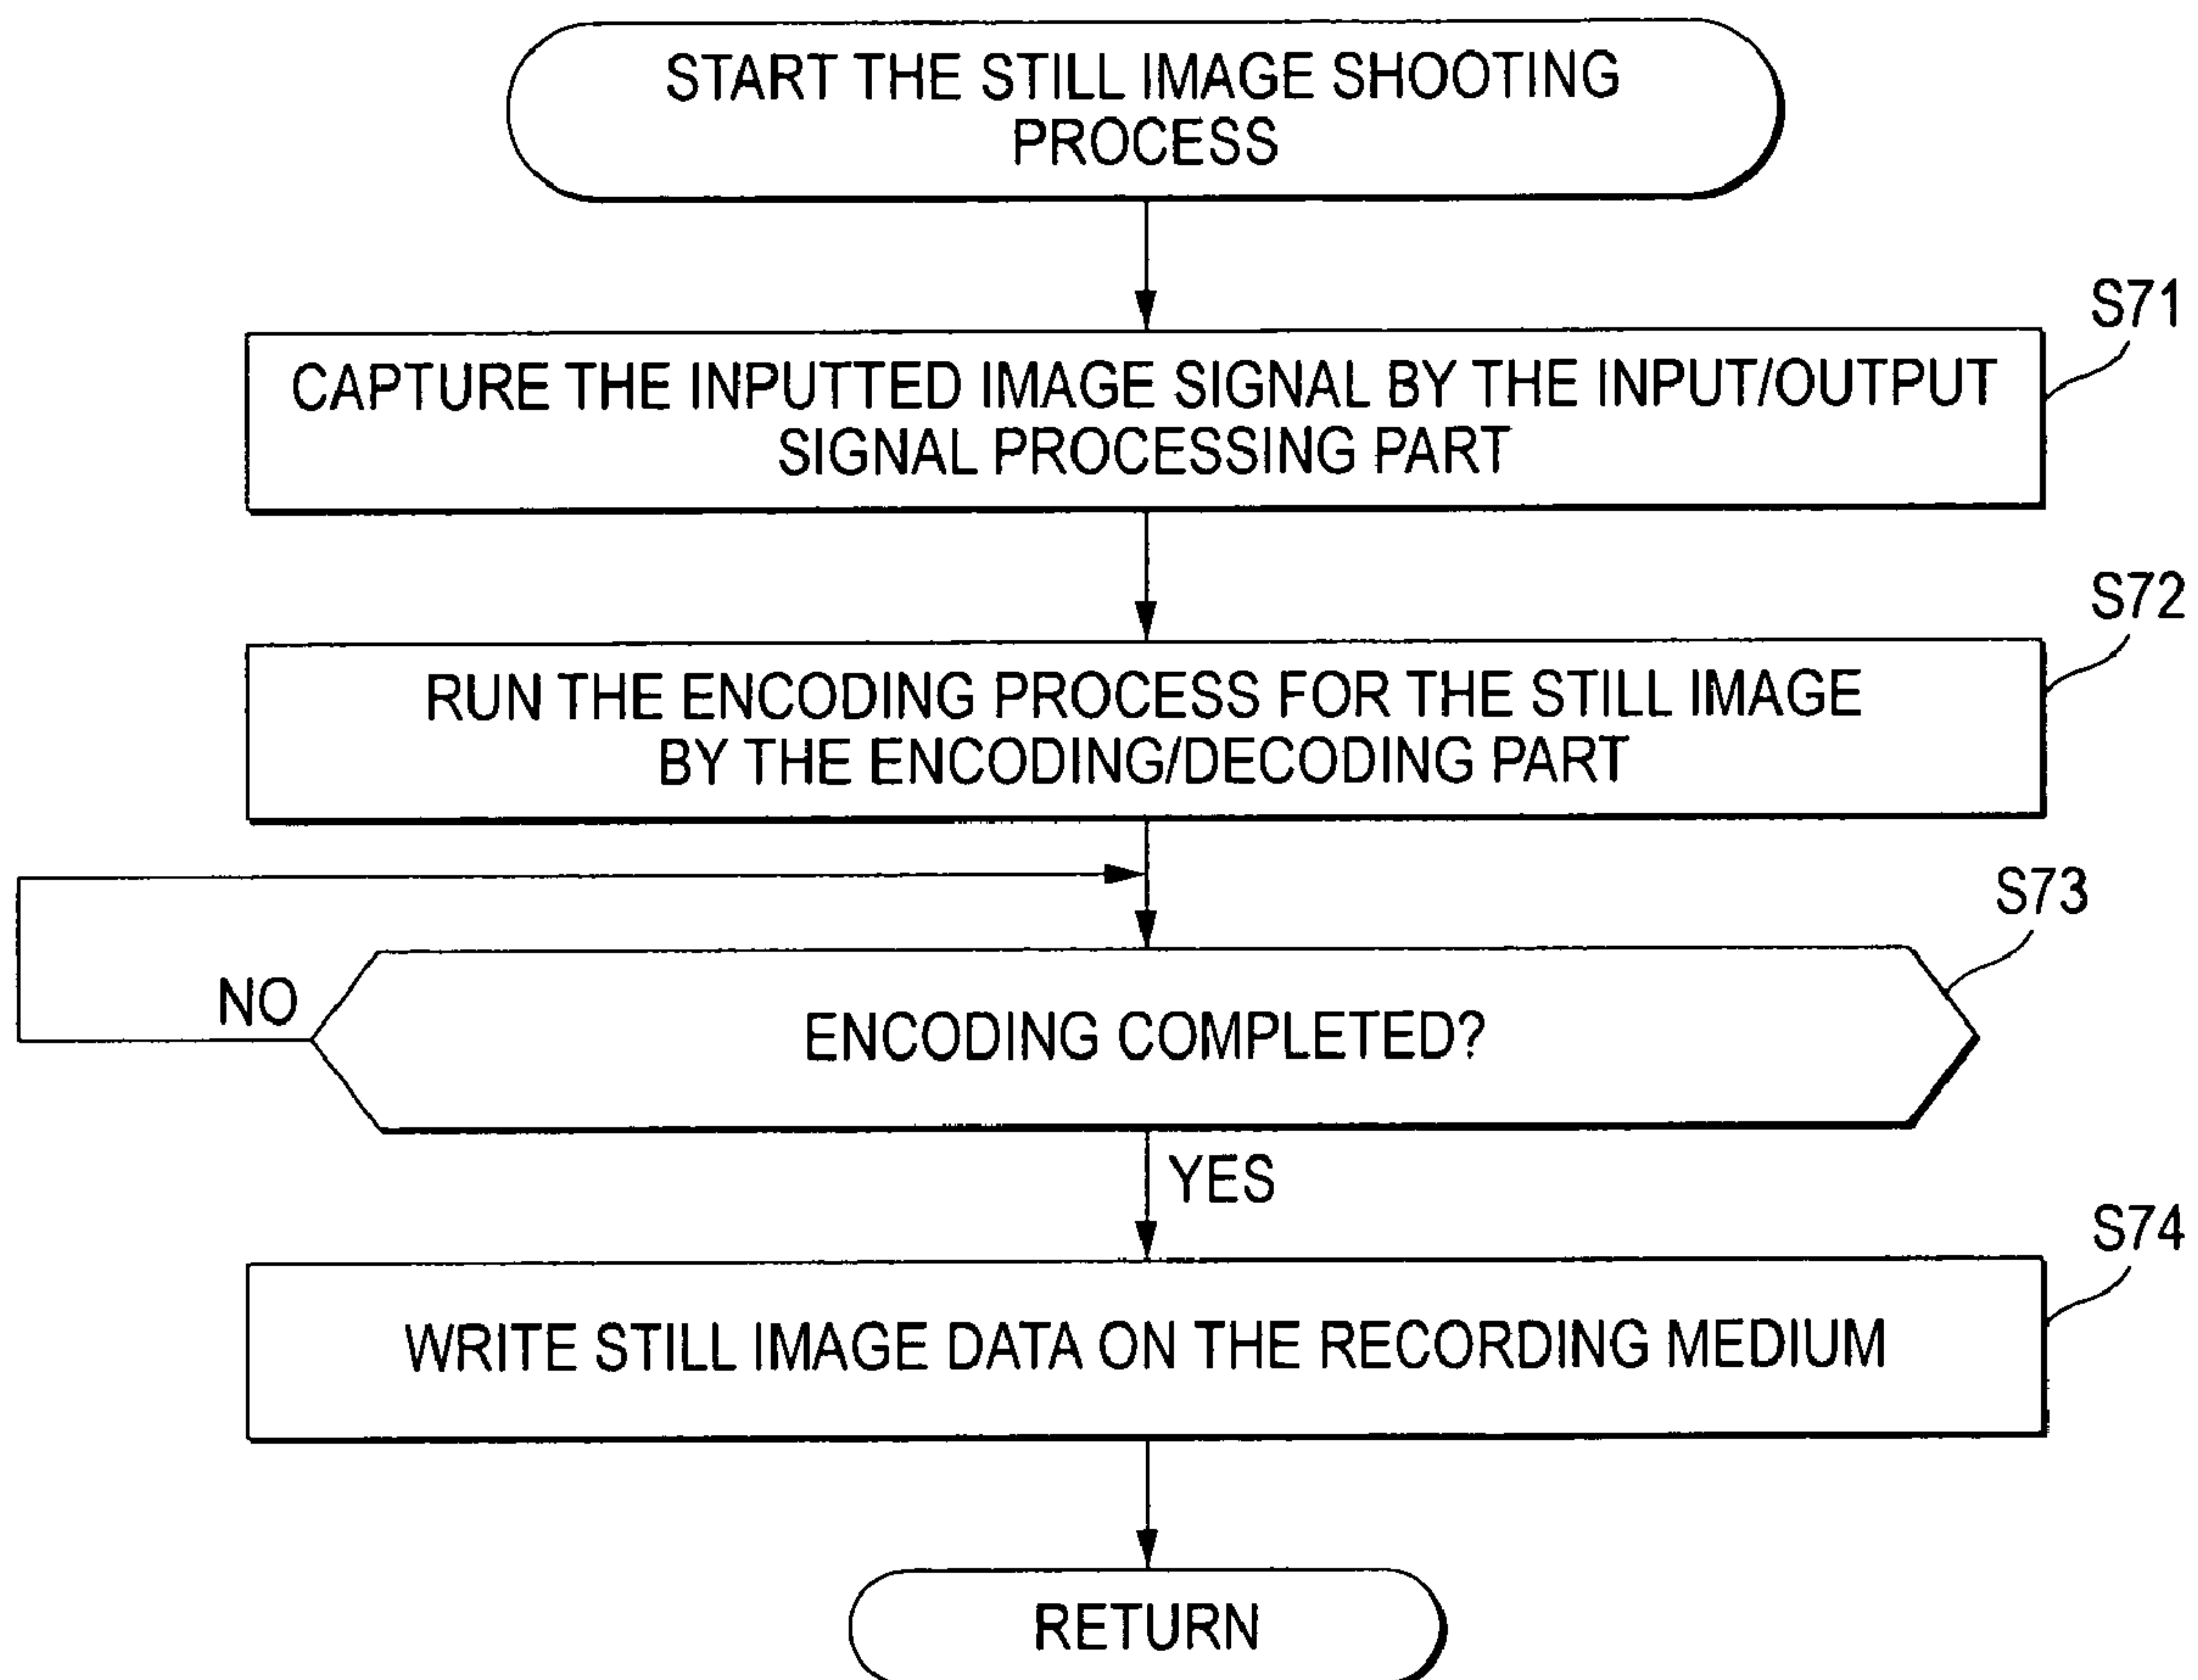 START THE STILL IMAGE SHOOTING
PROCESS
S71
CAPTURE THE INPUTTED IMAGE SIGNAL BY THE INPUT/OUTPUT
SIGNAL PROCESSING PART
S72
RUN THE ENCODING PROCESS FOR THE STILL IMAGE
BY THE ENCODING/DECODING PART
S73
NO
ENCODING COMPLETED?
YES
S74
WRITE STILL IMAGE DATA ON THE RECORDING MEDIUM
RETURN